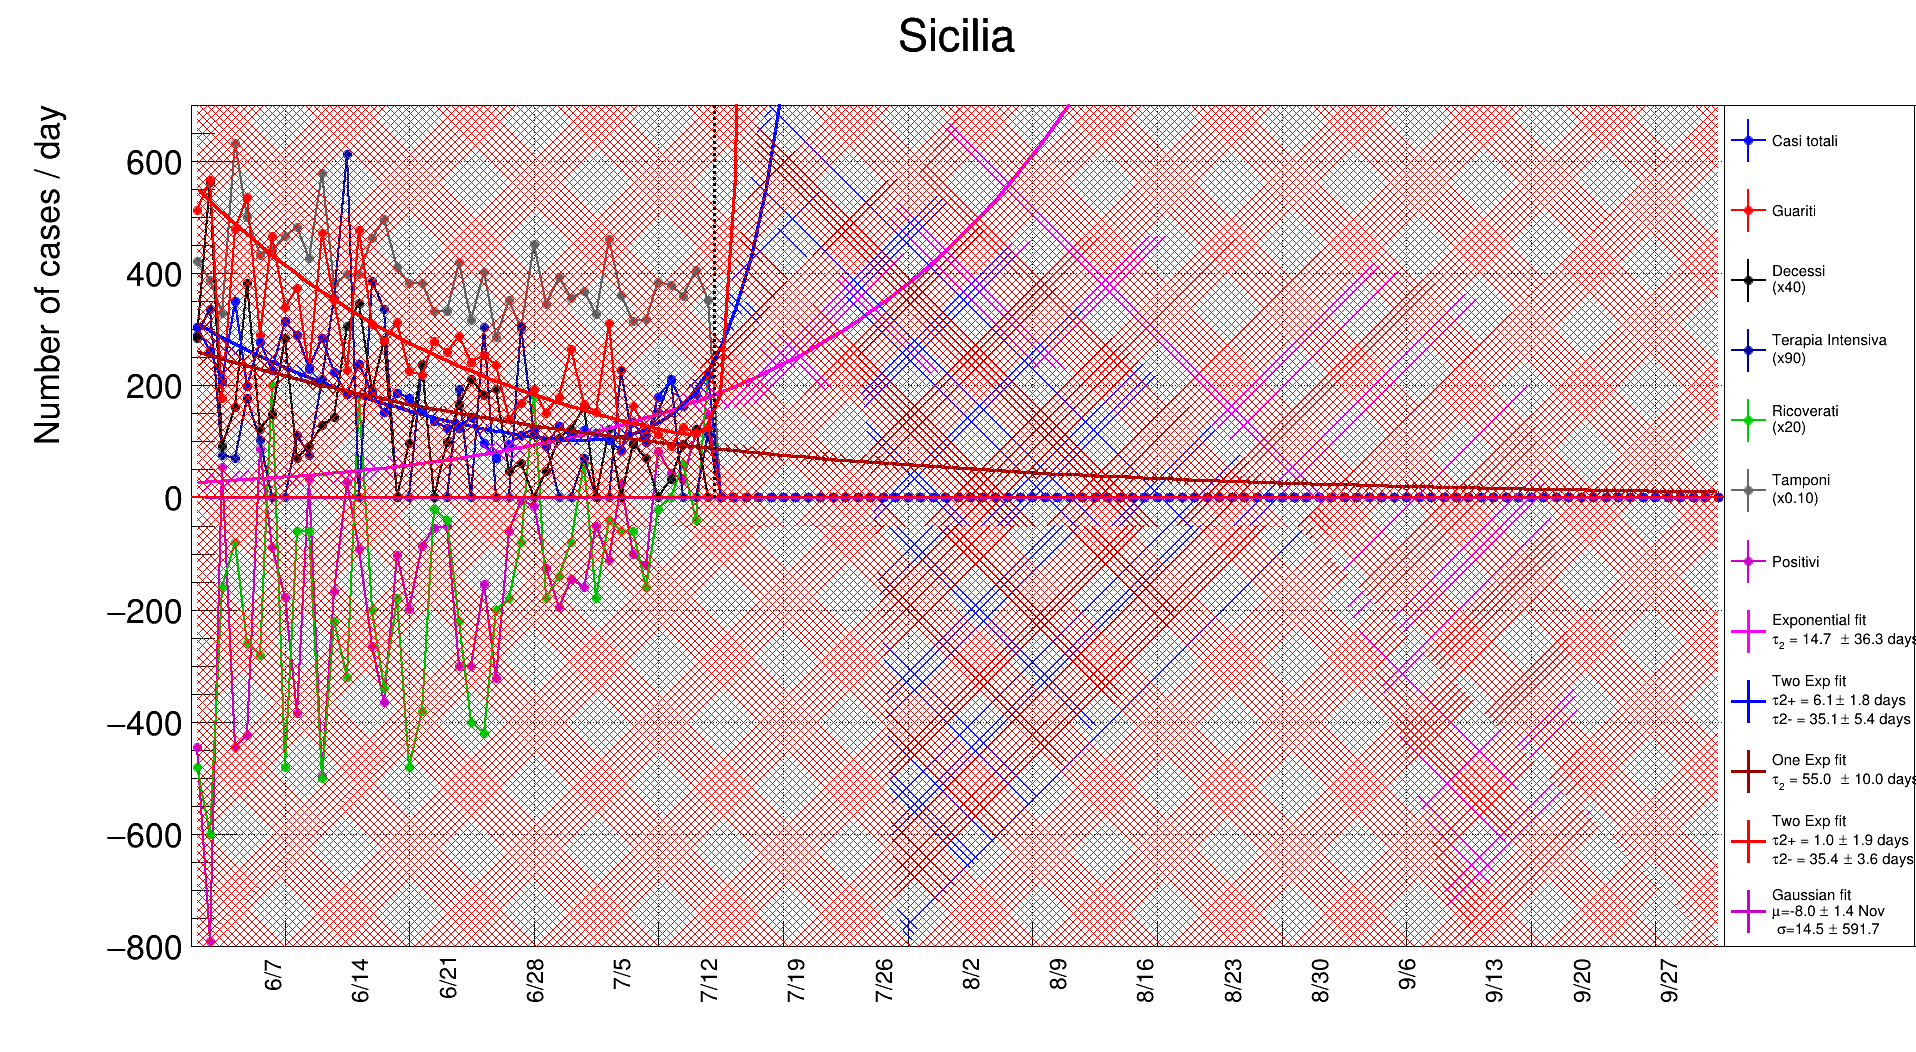 Sicilia
Number of cases / day
600
400
200
0
−200
−400
−600
−800
6/7
6/14
6/21
6/28
7/5
7/12
7/19
7/26
8/2
8/9
8/16
8/23
8/30
9/6
9/13
9/20
9/27
Casi totali
Guariti
Decessi
(x40)
Terapia Intensiva
(x90)
Ricoverati
(x20)
Tamponi
(x0.10)
Positivi
Exponential fit
τ2 = 14.7 ± 36.3 days
Two Exp fit
τ2+ = 6.1 ± 1.8 days
τ2- = 35.1 ± 5.4 days
One Exp fit
τ2 = 55.0 ± 10.0 days
Two Exp fit
τ2+ = 1.0 ± 1.9 days
τ2- = 35.4 ± 3.6 days
Gaussian fit
μ=-8.0 ± 1.4 Nov
σ=14.5 ± 591.7